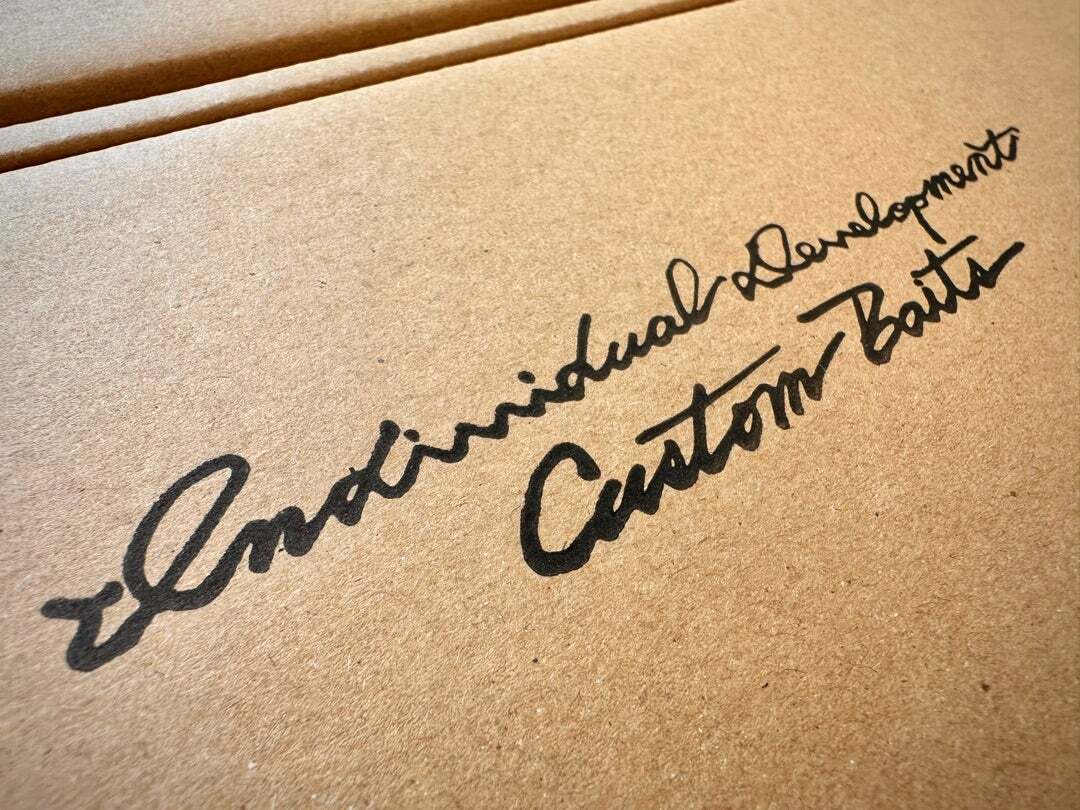 Individual Development
Custom Baits